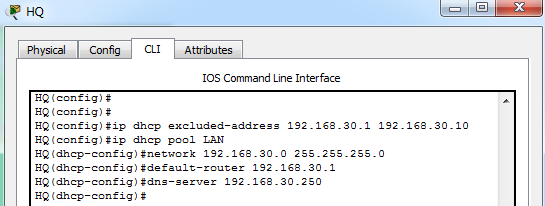 HQ
Physical Config CLI Attributes
IOS Command Line Interface
HQ(config)#
HQ(config)#
HQ(config)#ip dhcp excluded-address 192.168.30.1 192.168.30.10
HQ(config)#ip dhcp pool LAN
HQ(dhcp-config)#network 192.168.30.0 255.255.255.0
HQ(dhcp-config)#default-router 192.168.30.1
HQ(dhcp-config)#dns-server 192.168.30.250
HQ(dhcp-config)#